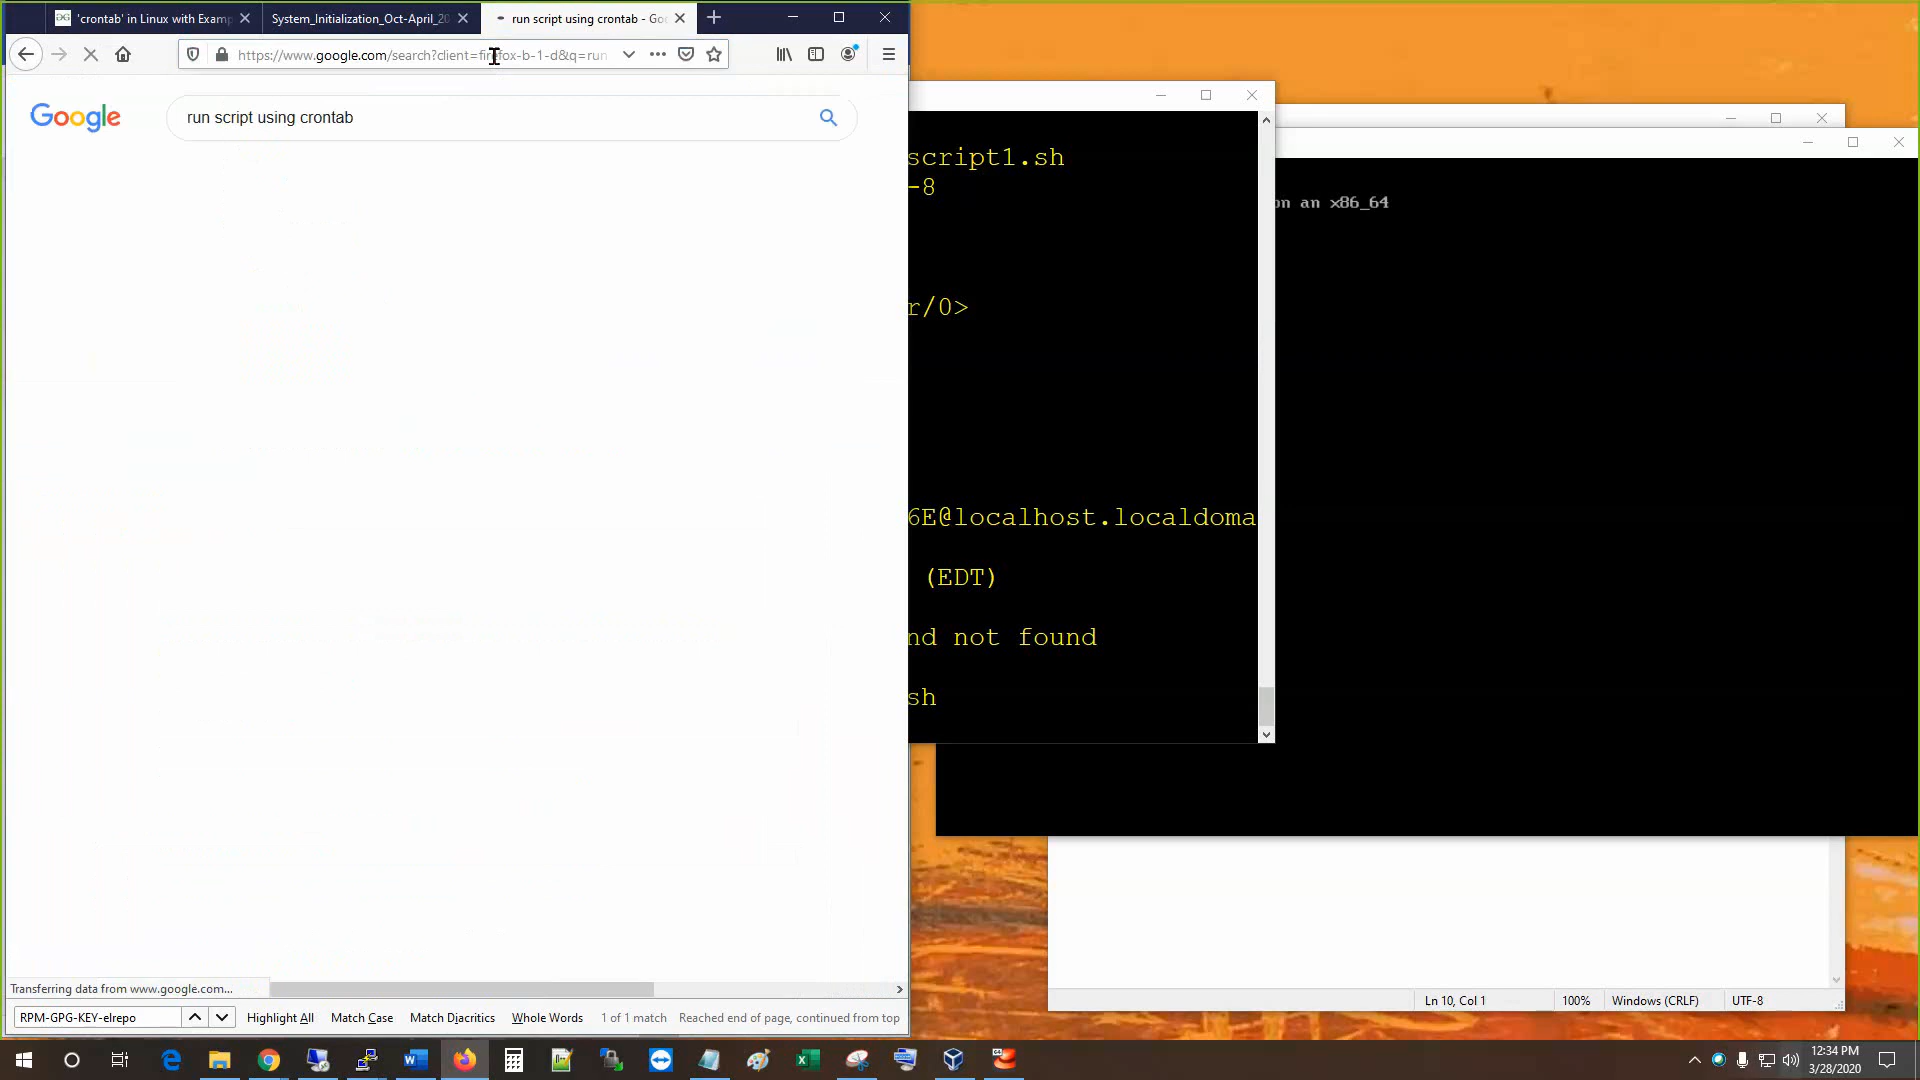 'crontab' in Linux with Examp
System_Initialization_Oct-April_20
run script using crontab - Goo
https://www.google.com/search?client=firefox-b-1-d&q=run
Google
run script using crontab
script1.sh
-8
r/0>
6E@localhost.localdoma
(EDT)
nd not found
sh
on an x86_64
Transferring data from www.google.com...
RPM-GPG-KEY-elrepo
Highlight All
Match Case
Match Diacritics
Whole Words
1 of 1 match
Reached end of page, continued from top
Ln 10, Col 1
100%
Windows (CRLF)
UTF-8
12:34 PM
3/28/2020